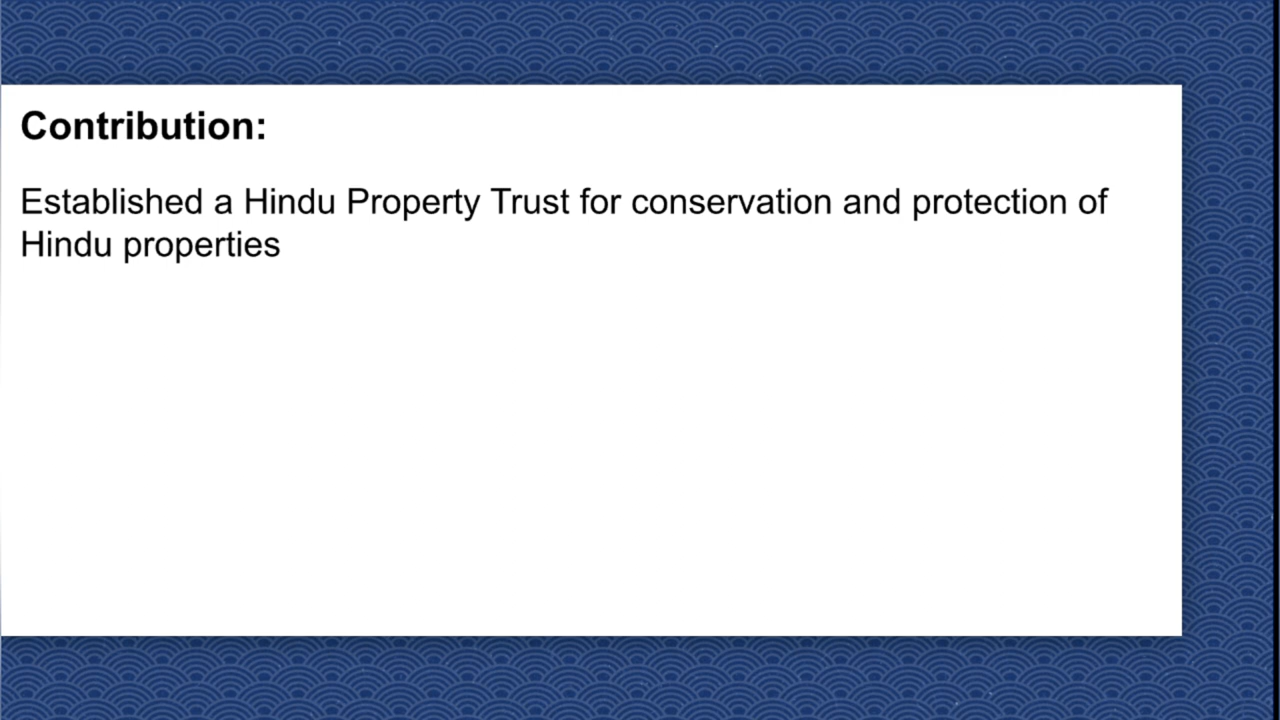 Contribution:
Established a Hindu Property Trust for conservation and protection of
Hindu properties